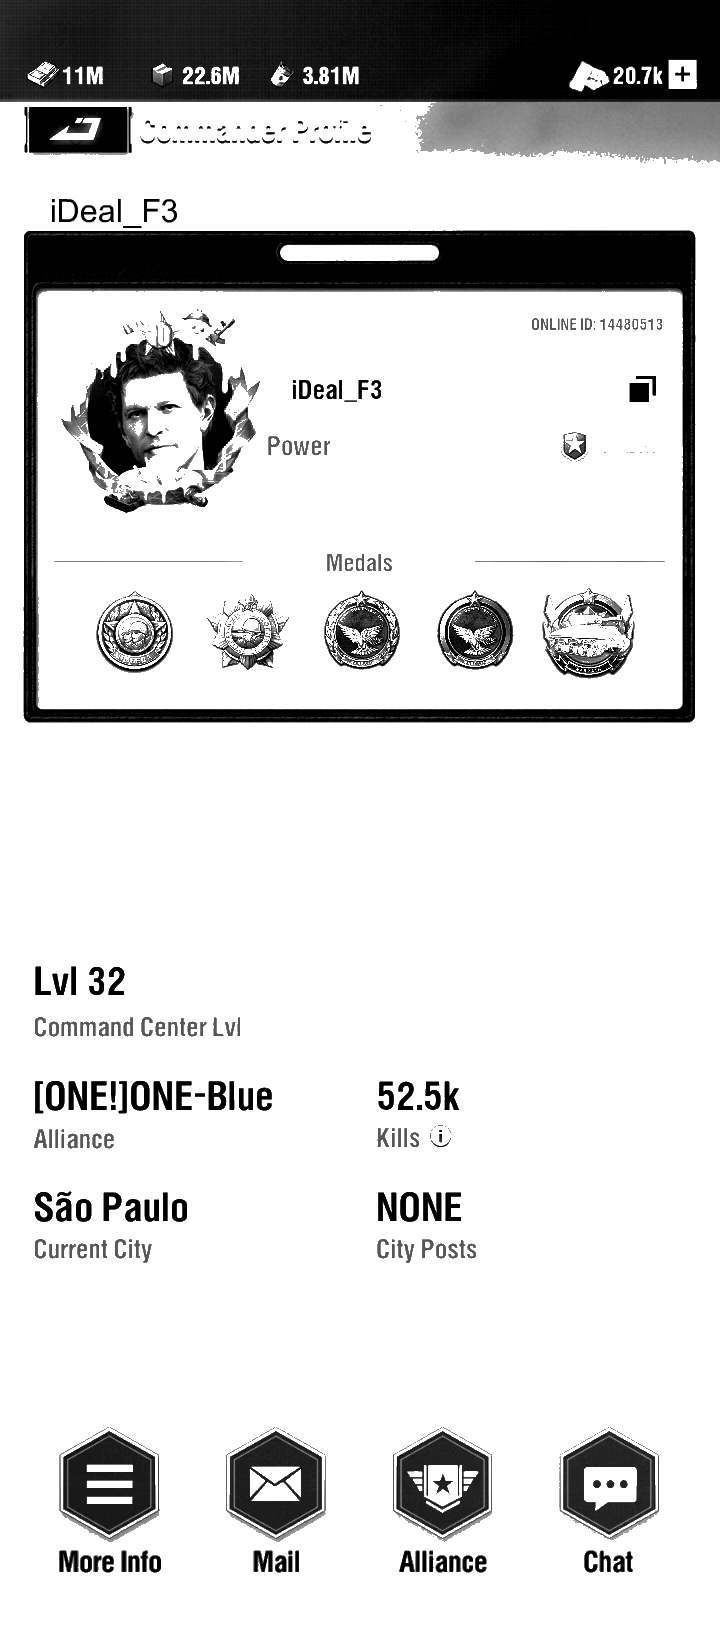 11M 22.6M 3.81M 20.7k +
Commander Profile
iDeal_F3
ONLINE ID: 14480513
iDeal_F3
Power
Medals
Lvl 32
Command Center Lvl
[ONE!]ONE-Blue 52.5k
Alliance Kills i
São Paulo NONE
Current City City Posts
More Info Mail Alliance Chat